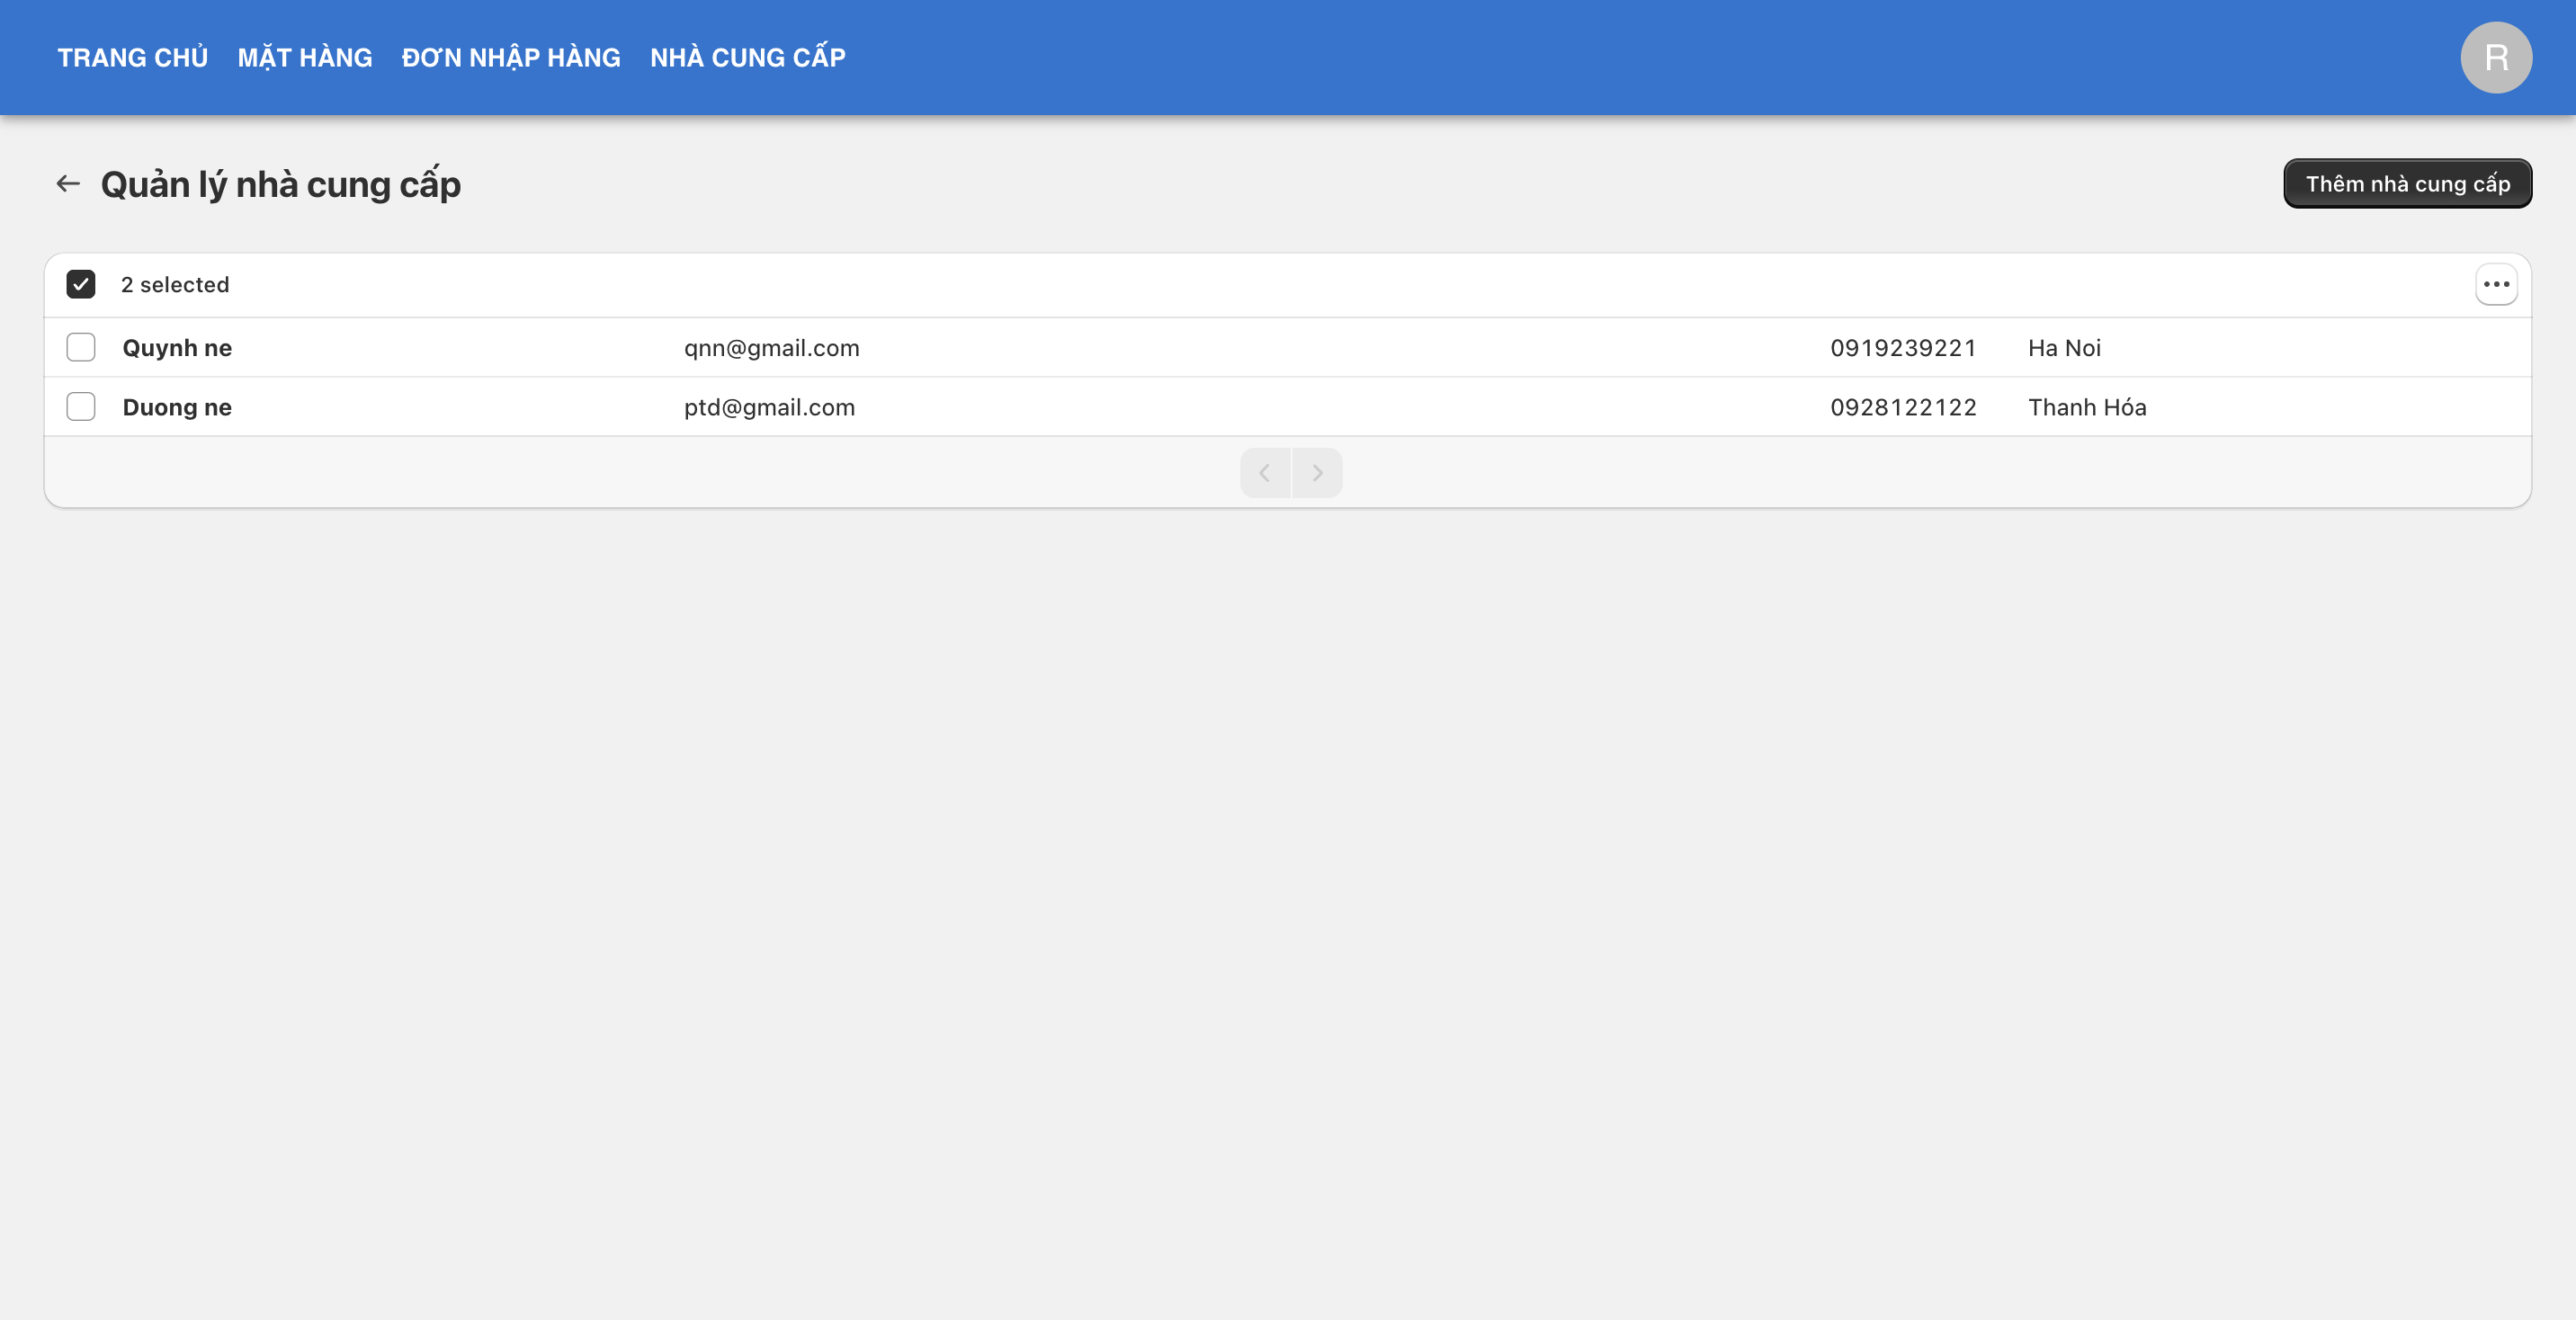 TRANG CHỦ MẶT HÀNG ĐƠN NHẬP HÀNG NHÀ CUNG CẤP R
Quản lý nhà cung cấp Thêm nhà cung cấp
2 selected
Quynh ne qnn@gmail.com 0919239221 Ha Noi
Duong ne ptd@gmail.com 0928122122 Thanh Hóa